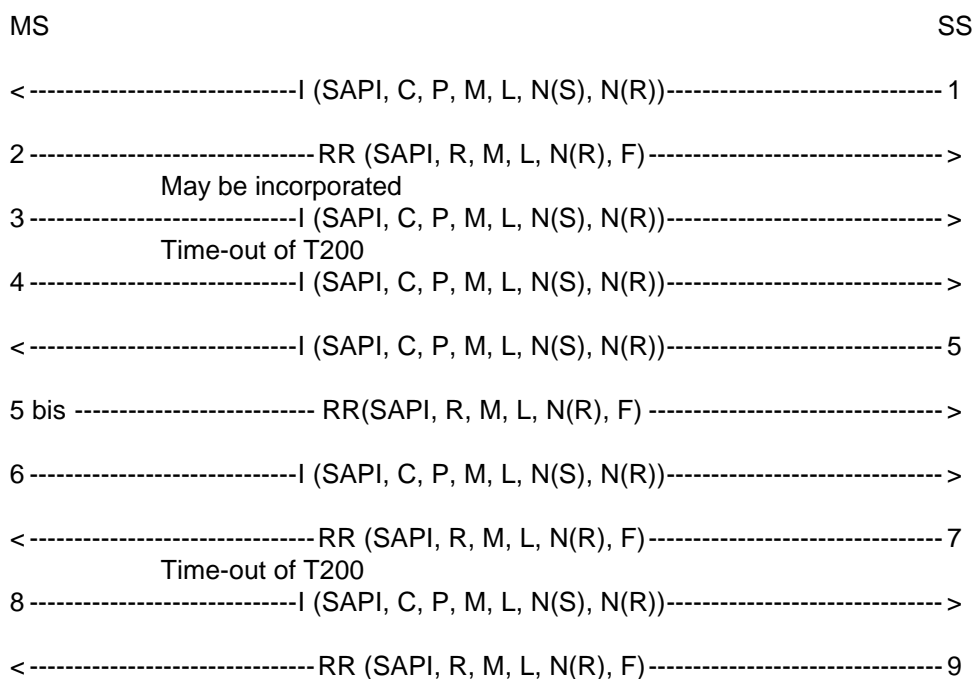 MS SS
< ------------------------------I (SAPI, C, P, M, L, N(S), N(R))------------------------------- 1
2 --------------------------------RR (SAPI, R, M, L, N(R), F)--------------------------------- >
May be incorporated
3 ------------------------------I (SAPI, C, P, M, L, N(S), N(R))------------------------------- >
Time-out of T200
4 ------------------------------I (SAPI, C, P, M, L, N(S), N(R))------------------------------- >
< ------------------------------I (SAPI, C, P, M, L, N(S), N(R))------------------------------- 5
5 bis --------------------------- RR(SAPI, R, M, L, N(R), F) --------------------------------- >
6 ------------------------------I (SAPI, C, P, M, L, N(S), N(R))------------------------------- >
< --------------------------------RR (SAPI, R, M, L, N(R), F)--------------------------------- 7
Time-out of T200
8 ------------------------------I (SAPI, C, P, M, L, N(S), N(R))------------------------------- >
< --------------------------------RR (SAPI, R, M, L, N(R), F)--------------------------------- 9